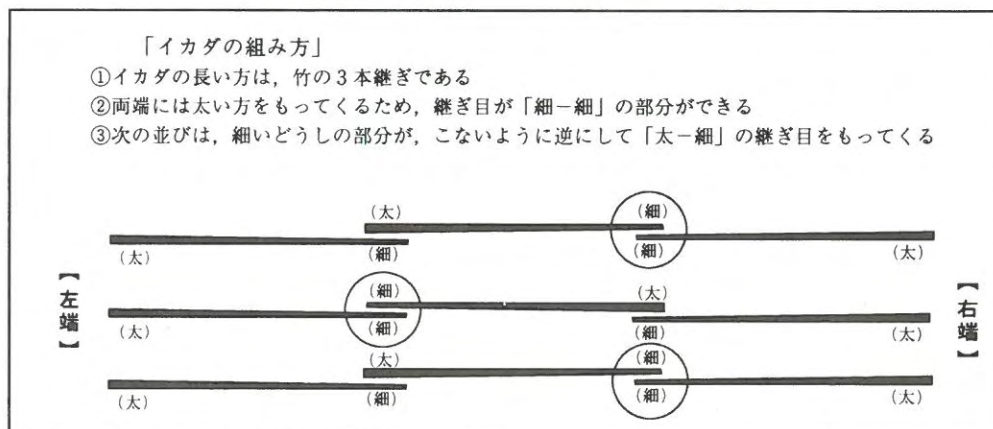 「イカダの組み方」
①イカダの長い方は，竹の３本継ぎである
②両端には太い方をもってくるため，継ぎ目が「細－細」の部分ができる
③次の並びは，細いどうしの部分が，こないように逆にして「太－細」の継ぎ目をもってくる
(太) (細)
(太) (細) (細) (太)
【左端】
(細) (太)
(太) (細) (細) (太)
【右端】
(太) (細)
(太) (細) (細) (太)